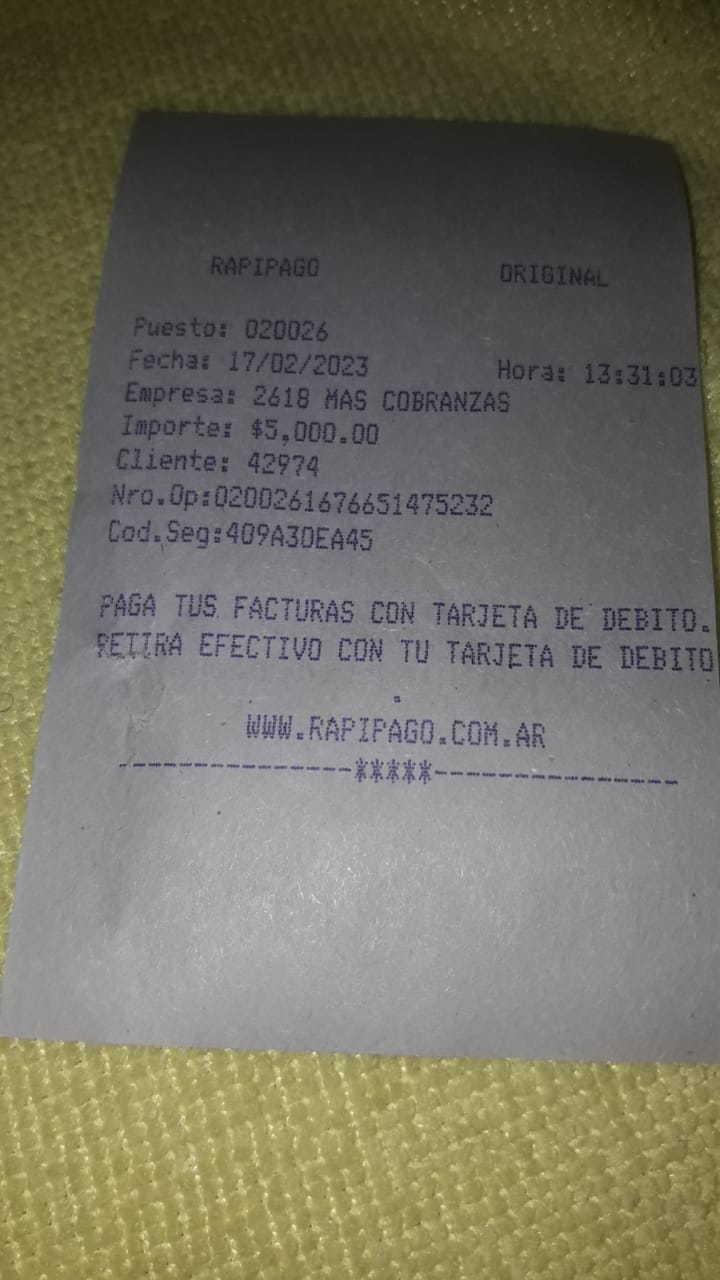 RAPIPAGO ORIGINAL
Puesto: 020026
Fecha: 17/02/2023 Hora: 13:31:03
Empresa: 2618 MAS COBRANZAS
Importe: $5,000.00
Cliente: 42974
Nro.Op:0200261676651475232
Cod.Seg:409A30EA45
PAGA TUS FACTURAS CON TARJETA DE DEBITO.
RETIRA EFECTIVO CON TU TARJETA DE DEBITO
.
WWW.RAPIPAGO.COM.AR
------------------*****-------------------